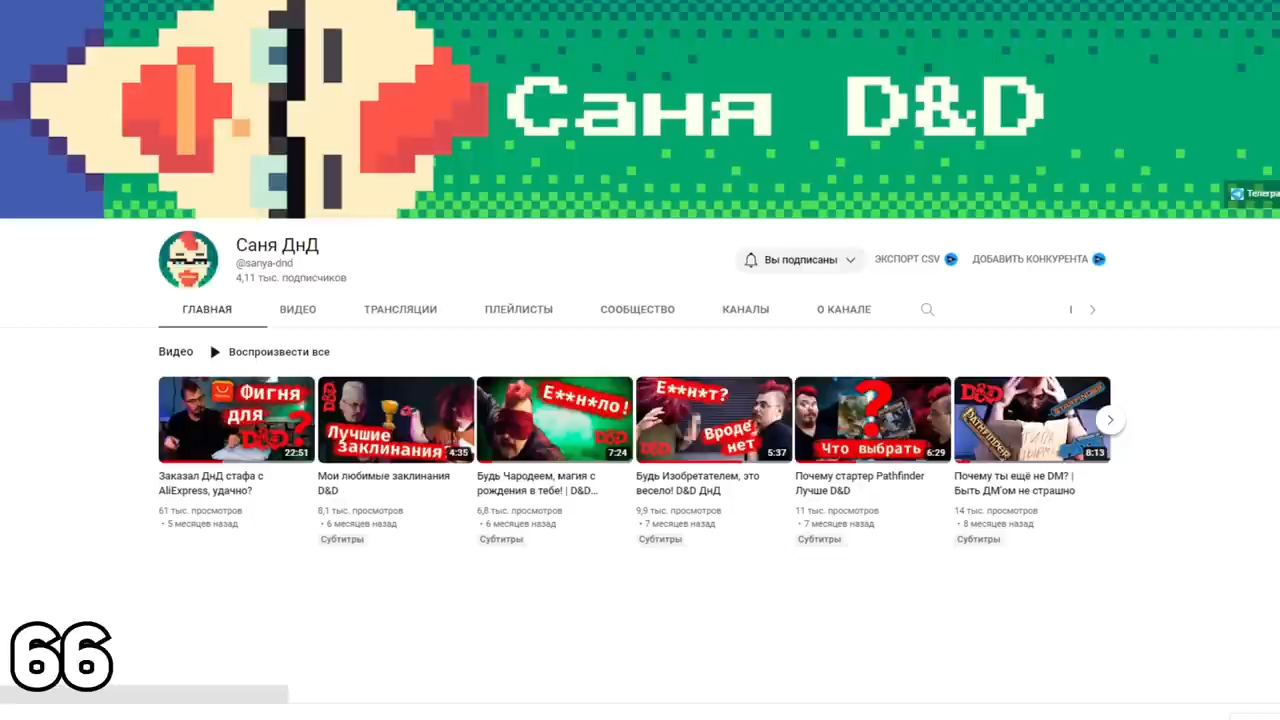 Саня D&D
Телегра
Саня ДнД
@sanya-dnd
4,11 тыс. подписчиков
Вы подписаны
ЭКСПОРТ CSV
ДОБАВИТЬ КОНКУРЕНТА
ГЛАВНАЯ
ВИДЕО
ТРАНСЛЯЦИИ
ПЛЕЙЛИСТЫ
СООБЩЕСТВО
КАНАЛЫ
О КАНАЛЕ
Видео
Воспроизвести все
Фигня
для
D&D
?
22:51
D&D
Лучшие
заклинания
4:35
Е**н*ло!
D&D
7:24
Е**н*т?
Вроде
нет
D&D
5:37
?
Что выбрать
6:29
D&D
STARFINDER
PATHFINDER
8:13
Заказал ДнД стафа с
AliExpress, удачно?
61 тыс. просмотров
• 5 месяцев назад
Мои любимые заклинания
D&D
8,1 тыс. просмотров
• 6 месяцев назад
Субтитры
Будь Чародеем, магия с
рождения в тебе! | D&D...
6,8 тыс. просмотров
• 6 месяцев назад
Субтитры
Будь Изобретателем, это
весело! D&D ДнД
9,9 тыс. просмотров
• 7 месяцев назад
Субтитры
Почему стартер Pathfinder
Лучше D&D
11 тыс. просмотров
• 7 месяцев назад
Субтитры
Почему ты ещё не DM? |
Быть ДМ'ом не страшно
14 тыс. просмотров
• 8 месяцев назад
Субтитры
66